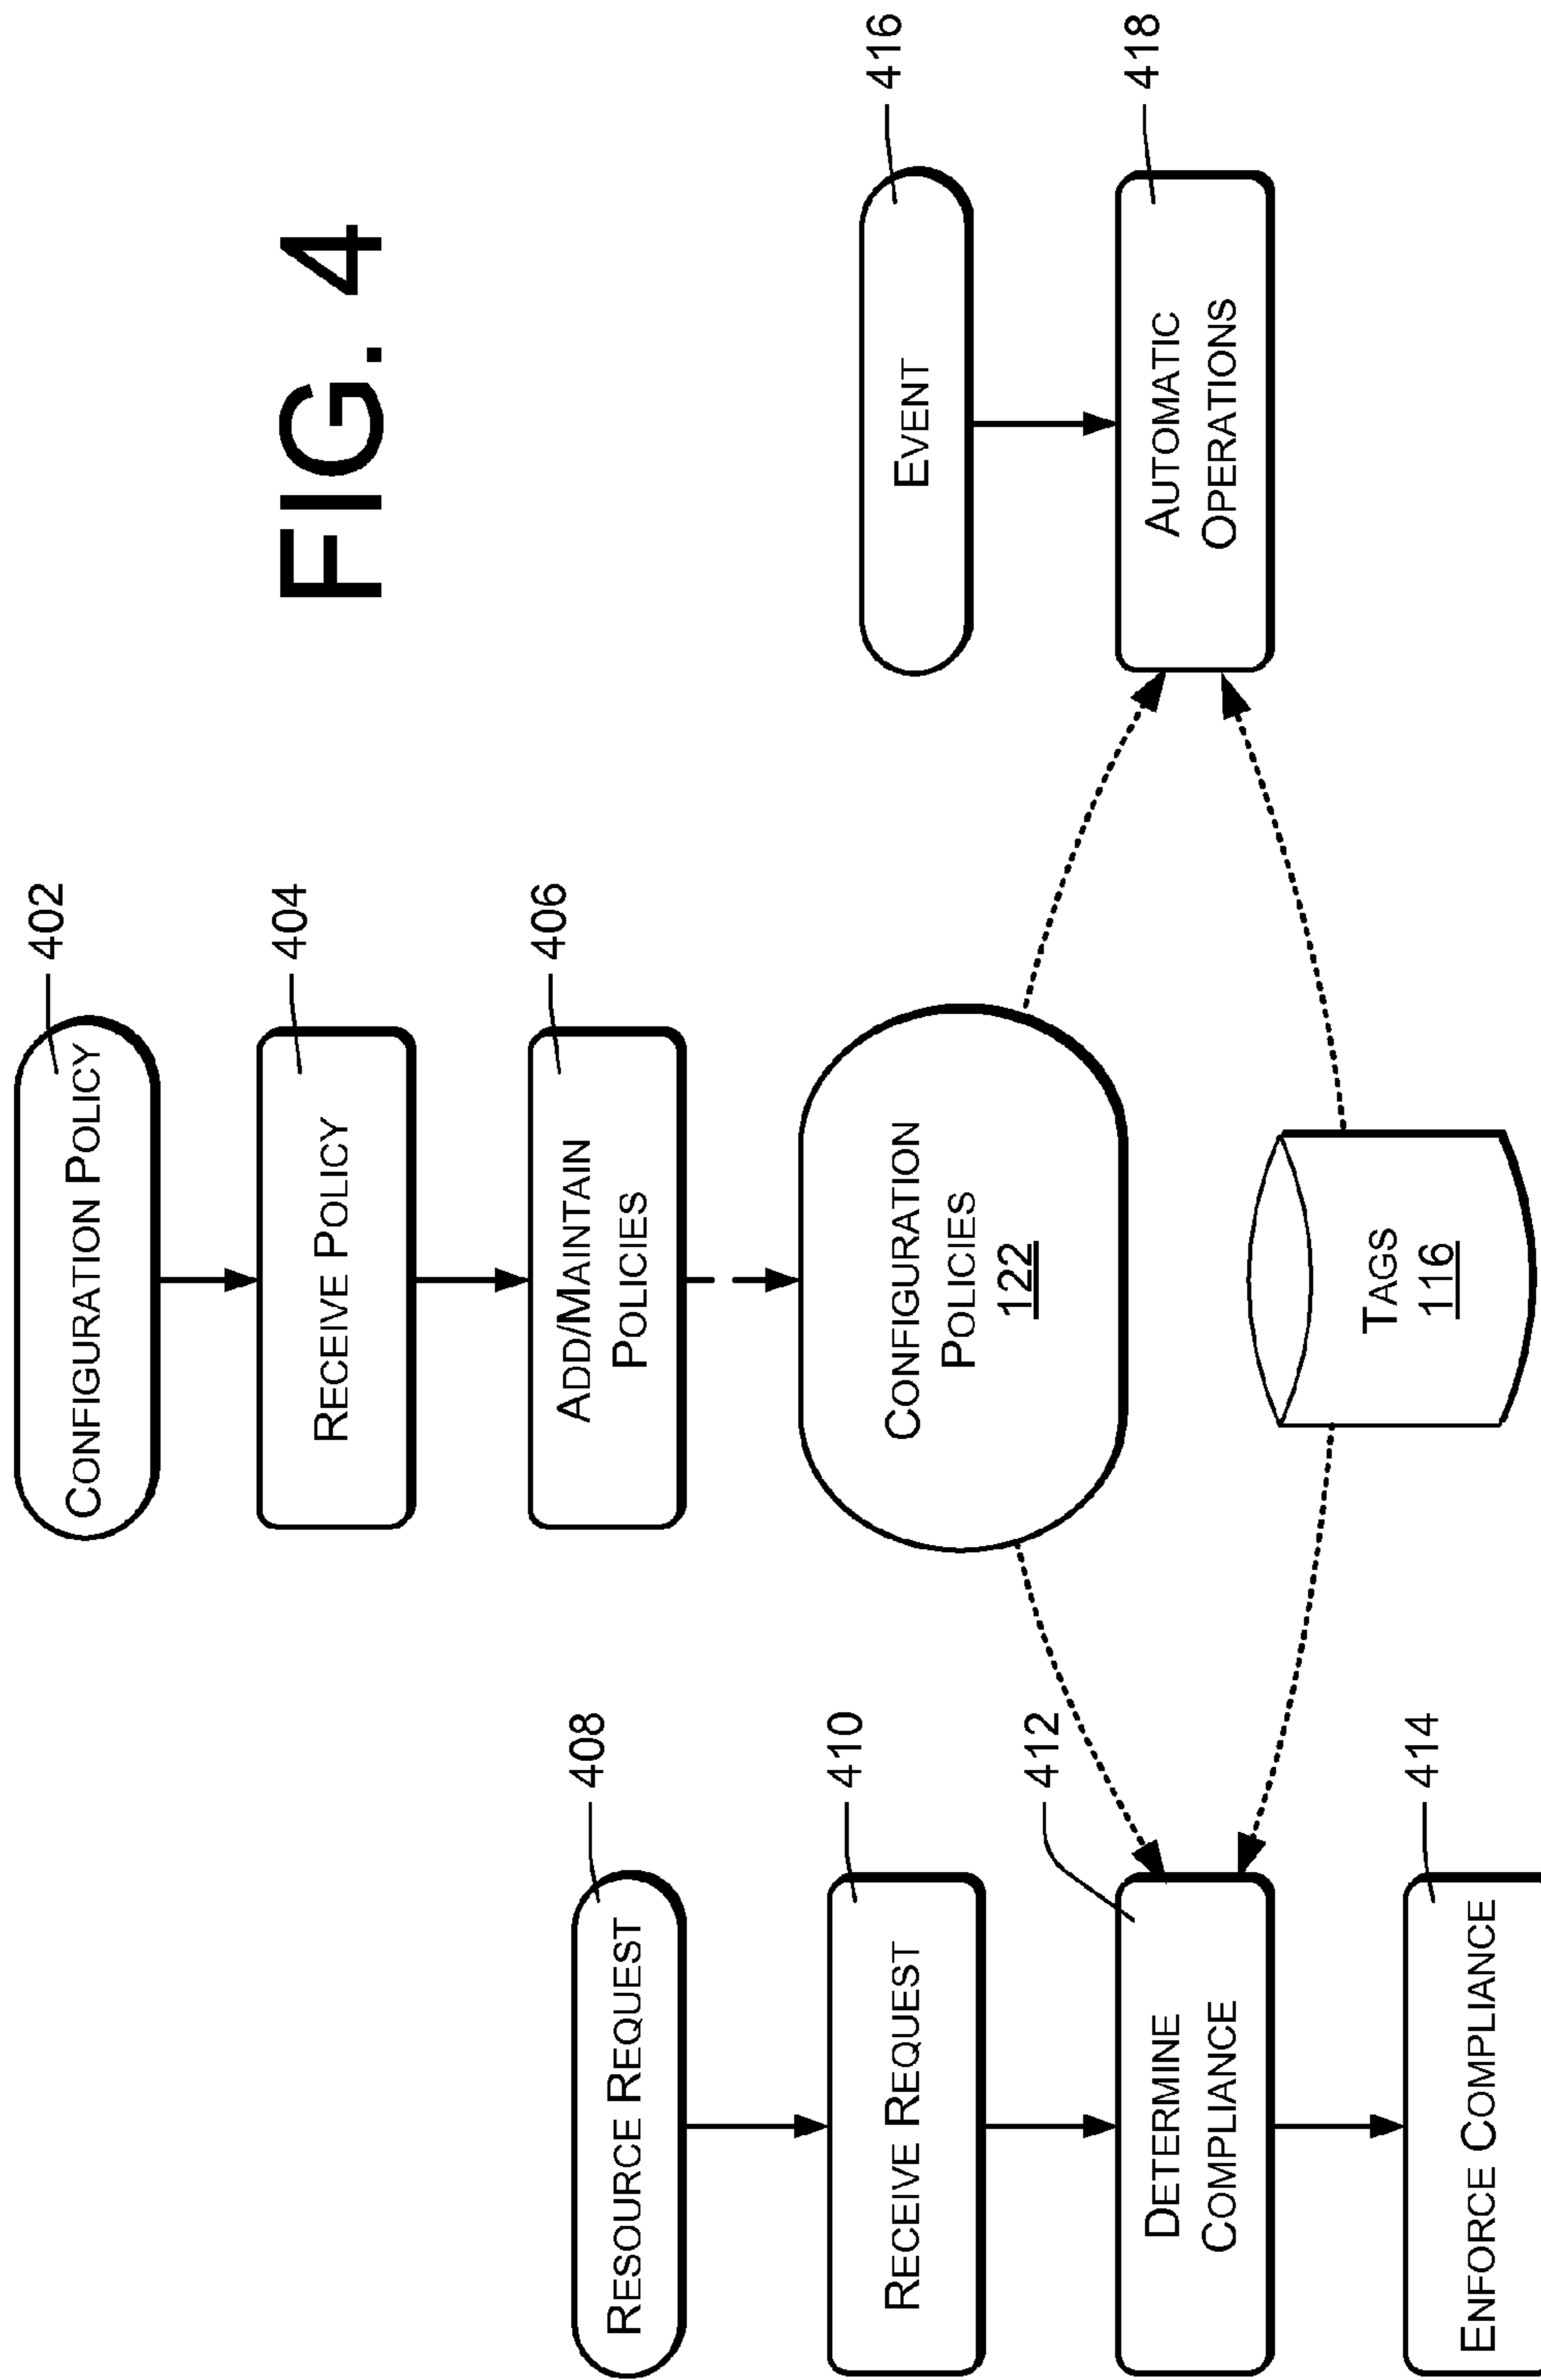 FIG. 4
402
CONFIGURATION POLICY
404
RECEIVE POLICY
406
ADD/MAINTAIN
POLICIES
CONFIGURATION
POLICIES
122
TAGS
116
408
RESOURCE REQUEST
410
RECEIVE REQUEST
412
DETERMINE
COMPLIANCE
414
ENFORCE COMPLIANCE
416
EVENT
418
AUTOMATIC
OPERATIONS